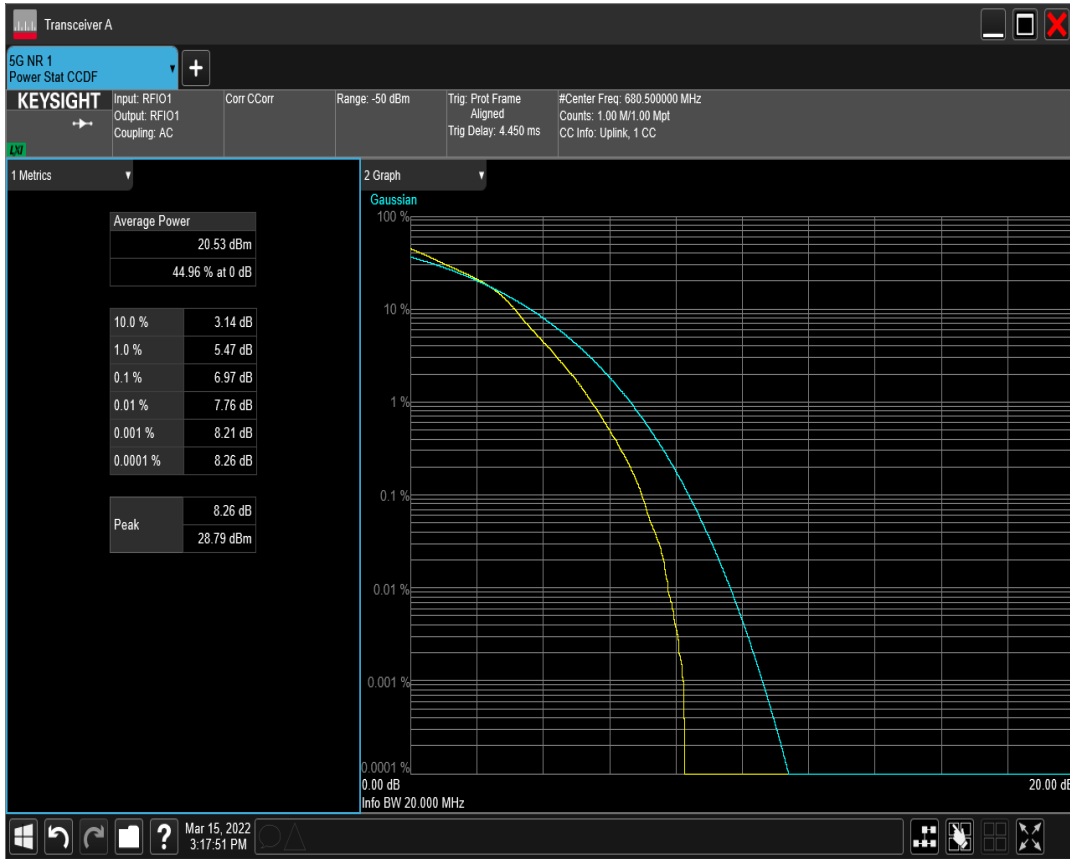 Transceiver A
5G NR 1
Power Stat CCDF
KEYSIGHT
LXI
Input: RFIO1
Output: RFIO1
Coupling: AC
Corr CCorr
Range: -50 dBm
Trig: Prot Frame
Aligned
Trig Delay: 4.450 ms
#Center Freq: 680.500000 MHz
Counts: 1.00 M/1.00 Mpt
CC Info: Uplink, 1 CC
1 Metrics
Average Power
20.53 dBm
44.96 % at 0 dB
10.0 % 3.14 dB
1.0 % 5.47 dB
0.1 % 6.97 dB
0.01 % 7.76 dB
0.001 % 8.21 dB
0.0001 % 8.26 dB
Peak
8.26 dB
28.79 dBm
2 Graph
Gaussian
100 %
10 %
1 %
0.1 %
0.01 %
0.001 %
0.0001 %
0.00 dB
20.00 dB
Info BW 20.000 MHz
?
Mar 15, 2022
3:17:51 PM